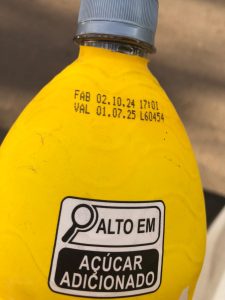 FAB 02.10.24 17:01
VAL 01.07.25 L60454
ALTO EM
AÇÚCAR
ADICIONADO